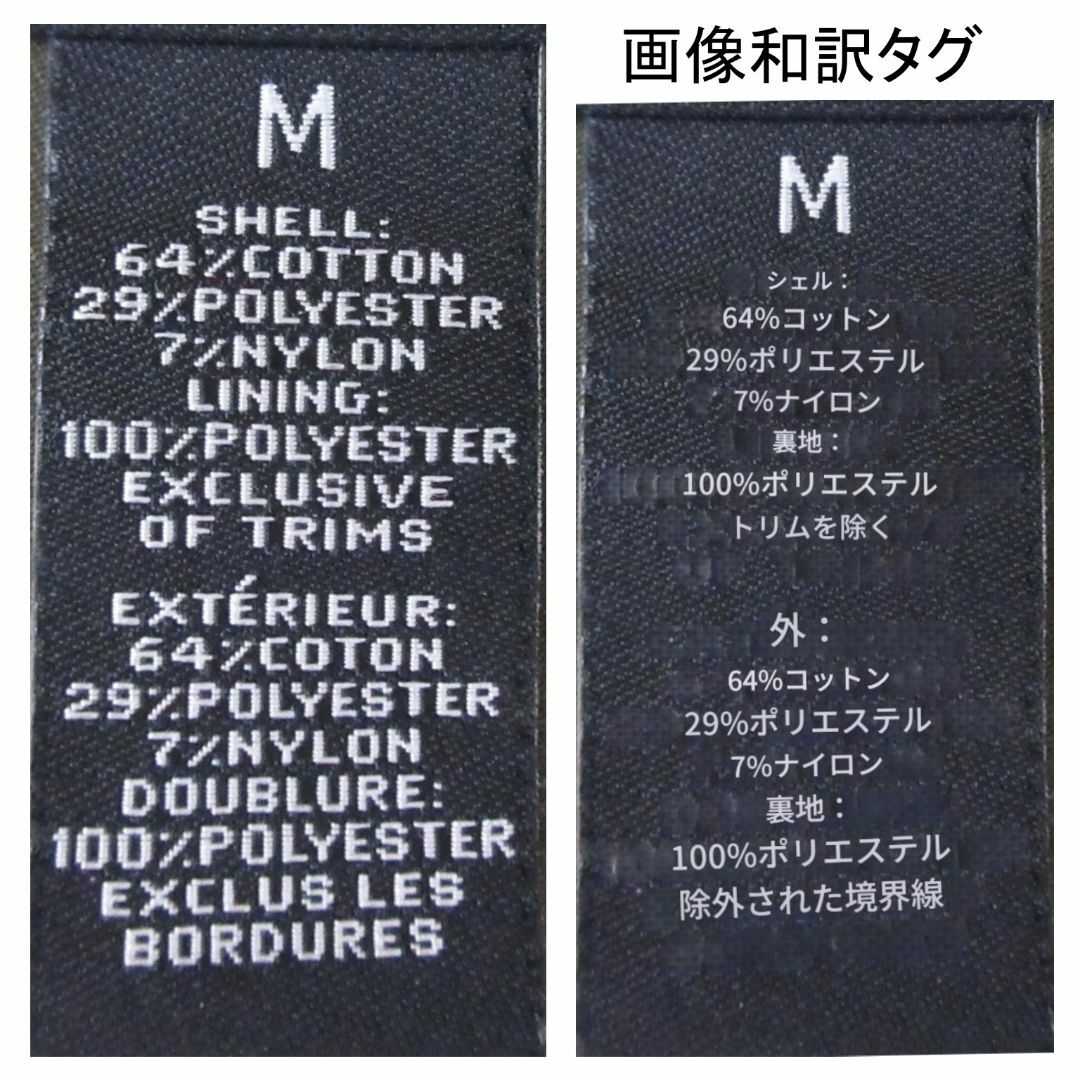 M
SHELL:
64%COTTON
29%POLYESTER
7%NYLON
LINING:
100%POLYESTER
EXCLUSIVE
OF TRIMS
EXTÉRIEUR:
64%COTON
29%POLYESTER
7%NYLON
DOUBLURE:
100%POLYESTER
EXCLUS LES
BORDURES
画像和訳タグ
M
シェル：
64%コットン
29%ポリエステル
7%ナイロン
裏地：
100%ポリエステル
トリムを除く
外：
64%コットン
29%ポリエステル
7%ナイロン
裏地：
100%ポリエステル
除外された境界線